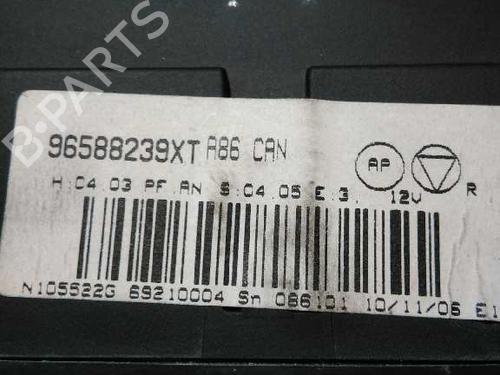 B-PARTS
96588239XT A86 CAN
AP
H:04.03 PF.AN S:04.05 E:3. 12V R
N105522G 69210004 Sn 086101 10/11/06 E1